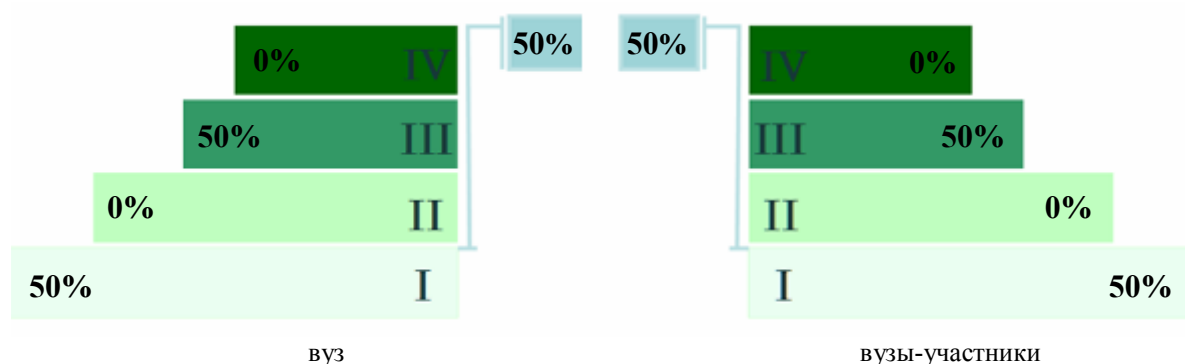 50% 50%
0% IV IV 0%
50% III III 50%
0% II II 0%
50% I I 50%
вуз вузы-участники